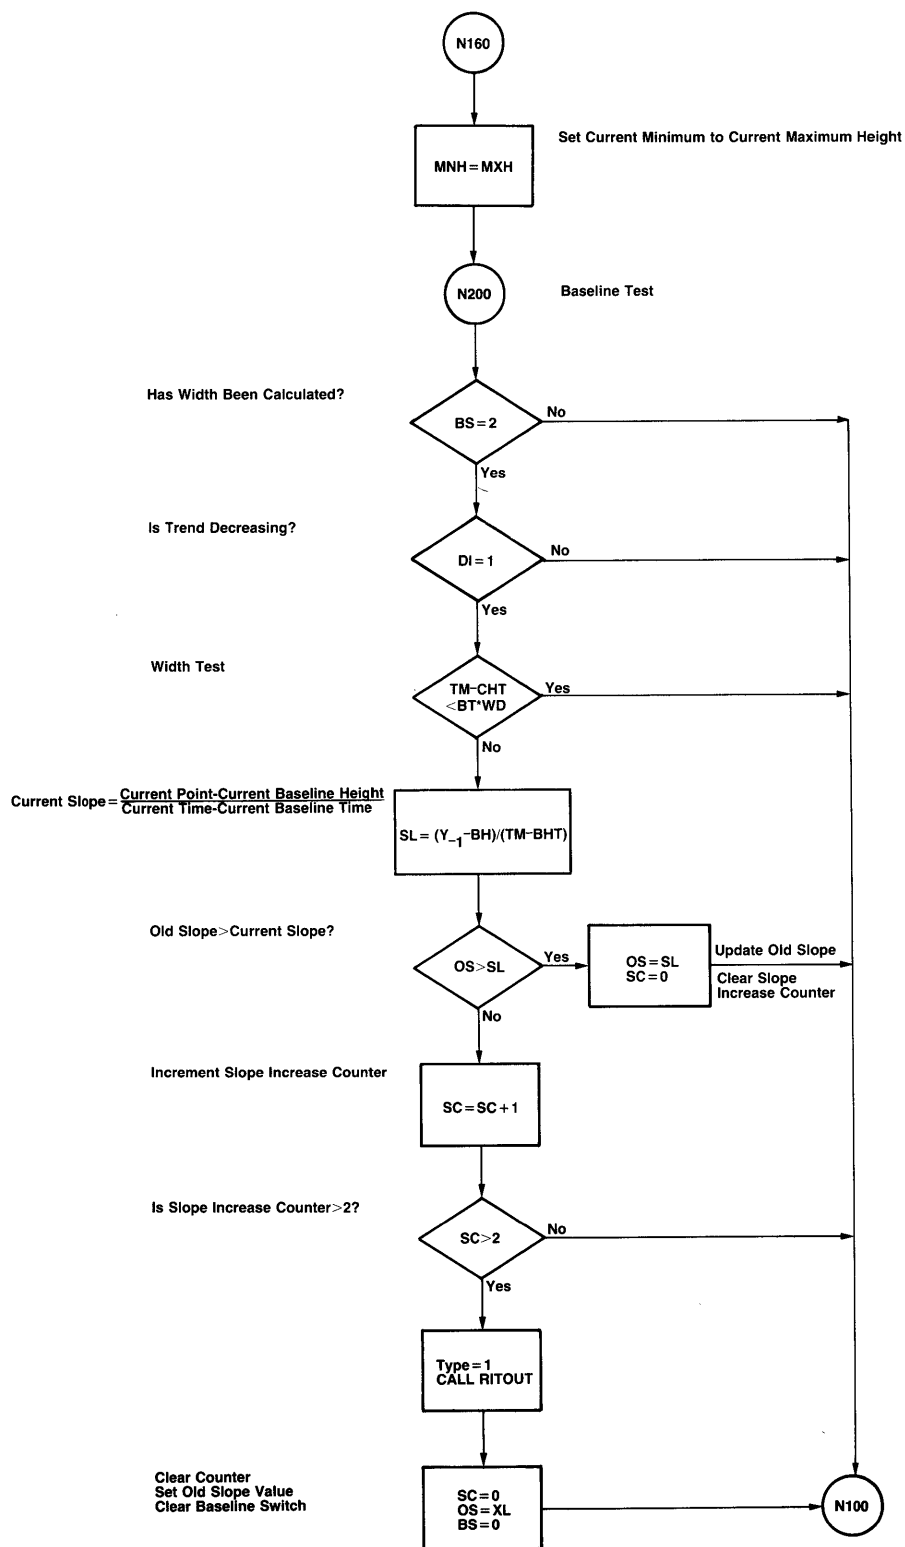 N160
Set Current Minimum to Current Maximum Height
MNH=MXH
N200
Baseline Test
Has Width Been Calculated?
BS=2
No
Yes
Is Trend Decreasing?
DI=1
No
Yes
Width Test
TM-CHT
<BT*WD
Yes
No
Current Slope=Current Point-Current Baseline Height
Current Time-Current Baseline Time
SL= (Y-1-BH)/(TM-BHT)
Old Slope>Current Slope?
OS>SL
Yes
No
OS=SL
SC=0
Update Old Slope
Clear Slope
Increase Counter
Increment Slope Increase Counter
SC=SC+1
Is Slope Increase Counter>2?
SC>2
No
Yes
Type=1
CALL RITOUT
Clear Counter
Set Old Slope Value
Clear Baseline Switch
SC=0
OS=XL
BS=0
N100